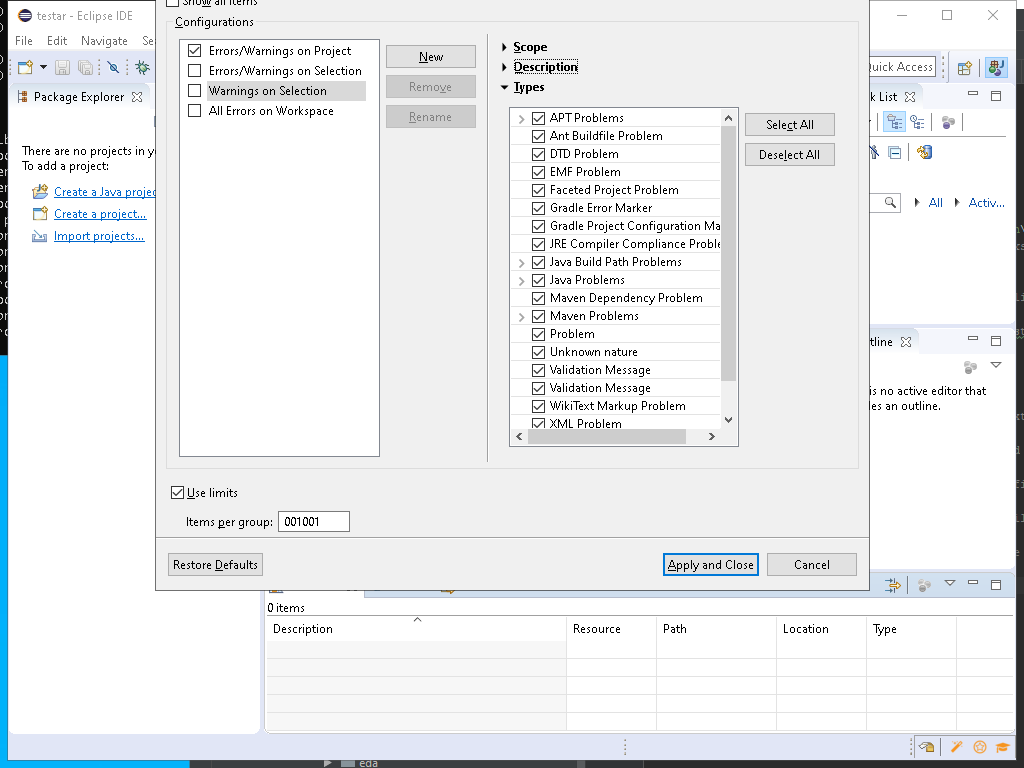 Show all items
testar - Eclipse IDE
Configurations
File Edit Navigate Se
Errors/Warnings on Project
Errors/Warnings on Selection
Warnings on Selection
All Errors on Workspace
New
Remove
Rename
Scope
Description
Types
APT Problems
Ant Buildfile Problem
DTD Problem
EMF Problem
Faceted Project Problem
Gradle Error Marker
Gradle Project Configuration Ma
JRE Compiler Compliance Proble
Java Build Path Problems
Java Problems
Maven Dependency Problem
Maven Problems
Problem
Unknown nature
Validation Message
Validation Message
WikiText Markup Problem
XML Problem
Select All
Deselect All
Quick Access
Package Explorer
k List
There are no projects in y
To add a project:
Create a Java projec
Create a project...
Import projects...
All Activ...
tline
is no active editor that
les an outline.
Use limits
Items per group: 001001
Restore Defaults
Apply and Close
Cancel
0 items
Description Resource Path Location Type
eda